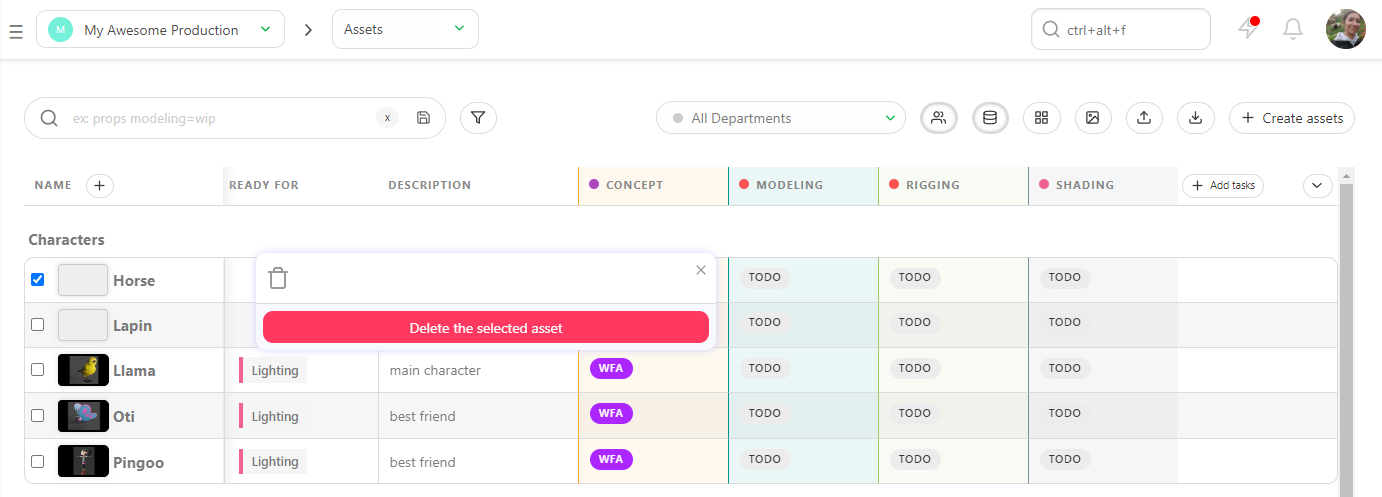 M My Awesome Production Assets ctrl+alt+f
ex: props modeling=wip x All Departments + Create assets
NAME + READY FOR DESCRIPTION CONCEPT MODELING RIGGING SHADING + Add tasks
Characters
Horse TODO TODO TODO
Lapin TODO TODO TODO
Delete the selected asset
Llama Lighting main character WFA TODO TODO TODO
Oti Lighting best friend WFA TODO TODO TODO
Pingoo Lighting best friend WFA TODO TODO TODO